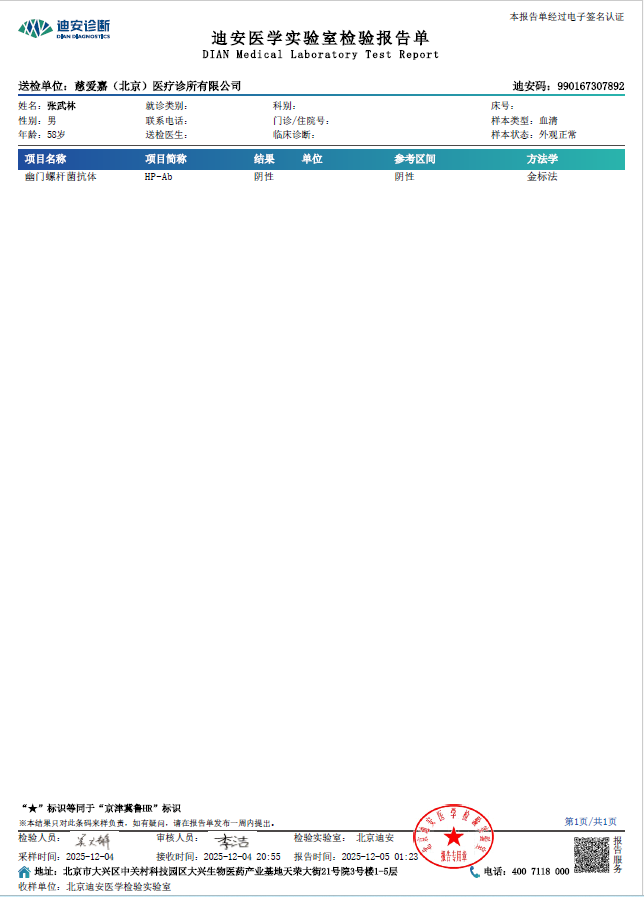 本报告单经过电子签名认证
迪安诊断
DIAN DIAGNOSTICS
迪安医学实验室检验报告单
DIAN Medical Laboratory Test Report
送检单位：慈爱嘉（北京）医疗诊所有限公司 迪安码：990167307892
姓名：张武林 就诊类别： 科别： 床号：
性别：男 联系电话： 门诊/住院号： 样本类型：血清
年龄：58岁 送检医生： 临床诊断： 样本状态：外观正常
项目名称 项目简称 结果 单位 参考区间 方法学
幽门螺杆菌抗体 HP-Ab 阴性 阴性 金标法
“★”标识等同于“京津冀鲁HR”标识
※本结果只对此条码来样负责，如有疑问，请在报告单发布一周内提出。 第1页/共1页
检验人员： 审核人员： 李洁 检验实验室： 北京迪安
采样时间：2025-12-04 接收时间：2025-12-04 20:55 报告时间：2025-12-05 01:23
报告专用章
报告服务
地址：北京市大兴区中关村科技园区大兴生物医药产业基地天荣大街21号院3号楼1-5层 电话：400 7118 000
收样单位：北京迪安医学检验实验室